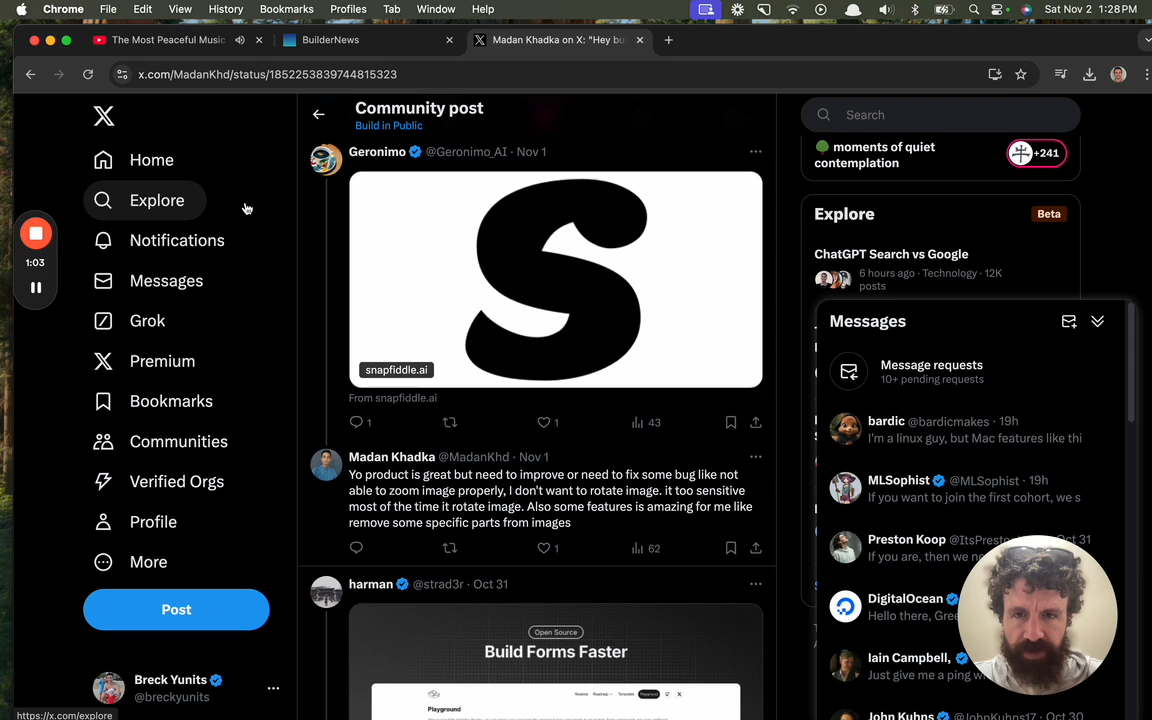 Chrome File Edit View History Bookmarks Profiles Tab Window Help
Sat Nov 2 1:28 PM
The Most Peaceful Music
BuilderNews
Madan Khadka on X: "Hey bu
x.com/MadanKhd/status/1852253839744815323
Home
Explore
Notifications
Messages
Grok
Premium
Bookmarks
Communities
Verified Orgs
Profile
More
Post
Breck Yunits
@breckyunits
https://x.com/explore
1:03
Community post
Build in Public
Geronimo @Geronimo_AI · Nov 1
S
snapfiddle.ai
From snapfiddle.ai
1
1
43
Madan Khadka @MadanKhd · Nov 1
Yo product is great but need to improve or need to fix some bug like not
able to zoom image properly, I don't want to rotate image. it too sensitive
most of the time it rotate image. Also some features is amazing for me like
remove some specific parts from images
1
62
harman @strad3r · Oct 31
Open Source
Build Forms Faster
Playground
Search
moments of quiet
contemplation
+241
Explore
Beta
ChatGPT Search vs Google
6 hours ago · Technology · 12K
posts
Messages
Message requests
10+ pending requests
bardic @bardicmakes · 19h
I'm a linux guy, but Mac features like thi
MLSophist @MLSophist · 19h
If you want to join the first cohort, we s
Preston Koop @ItsPresto Oct 31
If you are, then we ne
DigitalOcean
Hello there, Gree
Iain Campbell,
Just give me a ping w
John Kuhns @JohnKuhns17 · Oct 30